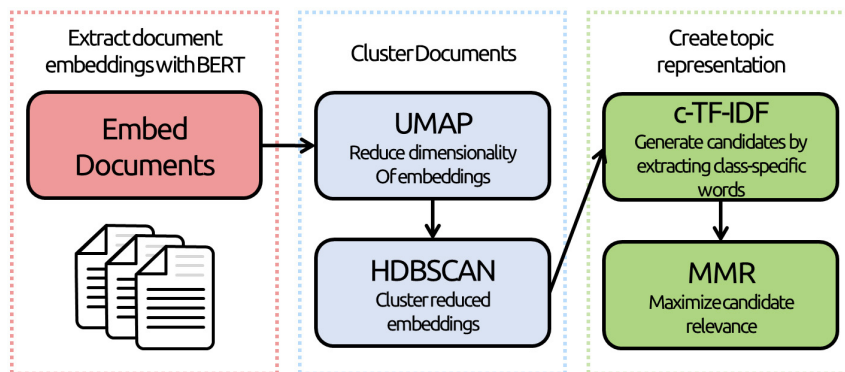 Extract document
embeddings with BERT
Embed
Documents
Cluster Documents
UMAP
Reduce dimensionality
Of embeddings
HDBSCAN
Cluster reduced
embeddings
Create topic
representation
c-TF-IDF
Generate candidates by
extracting class-specific
words
MMR
Maximize candidate
relevance